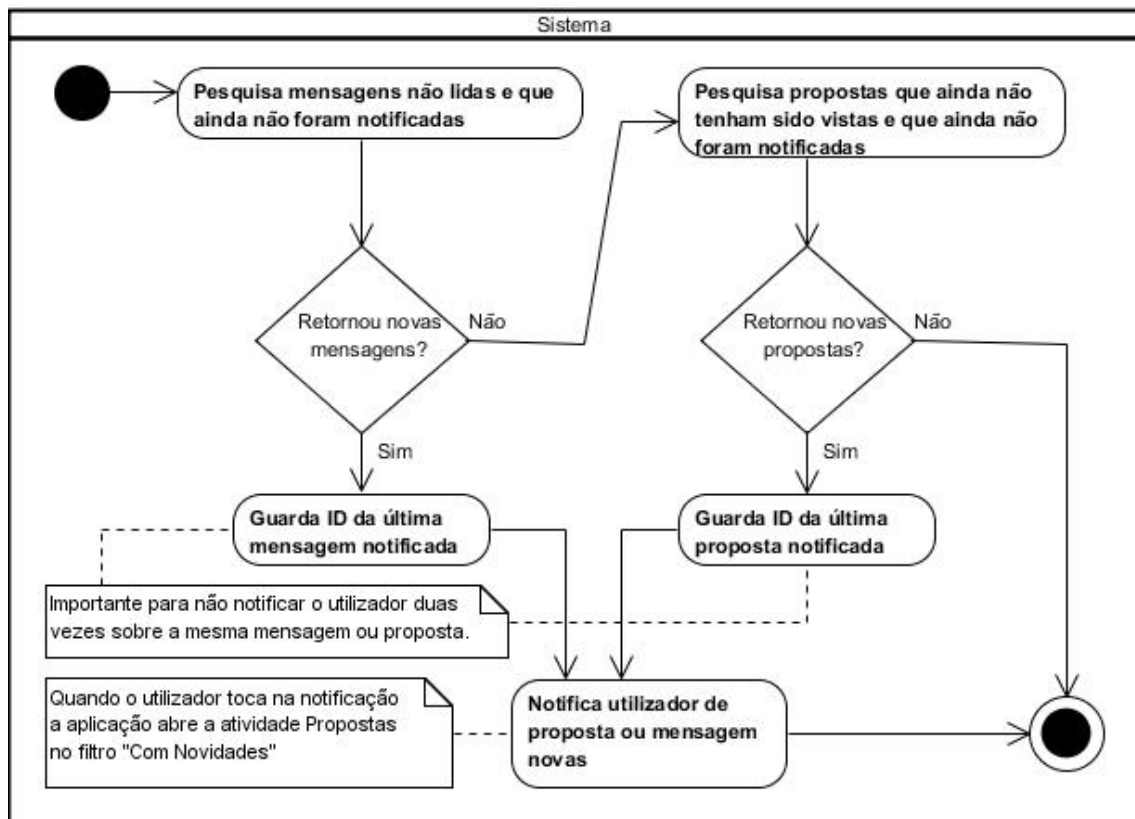 Sistema
Pesquisa mensagens não lidas e que
ainda não foram notificadas
Pesquisa propostas que ainda não
tenham sido vistas e que ainda não
foram notificadas
Retornou novas
mensagens?
Não
Retornou novas
propostas?
Não
Sim
Sim
Guarda ID da última
mensagem notificada
Guarda ID da última
proposta notificada
Importante para não notificar o utilizador duas
vezes sobre a mesma mensagem ou proposta.
Quando o utilizador toca na notificação
a aplicação abre a atividade Propostas
no filtro "Com Novidades"
Notifica utilizador de
proposta ou mensagem
novas